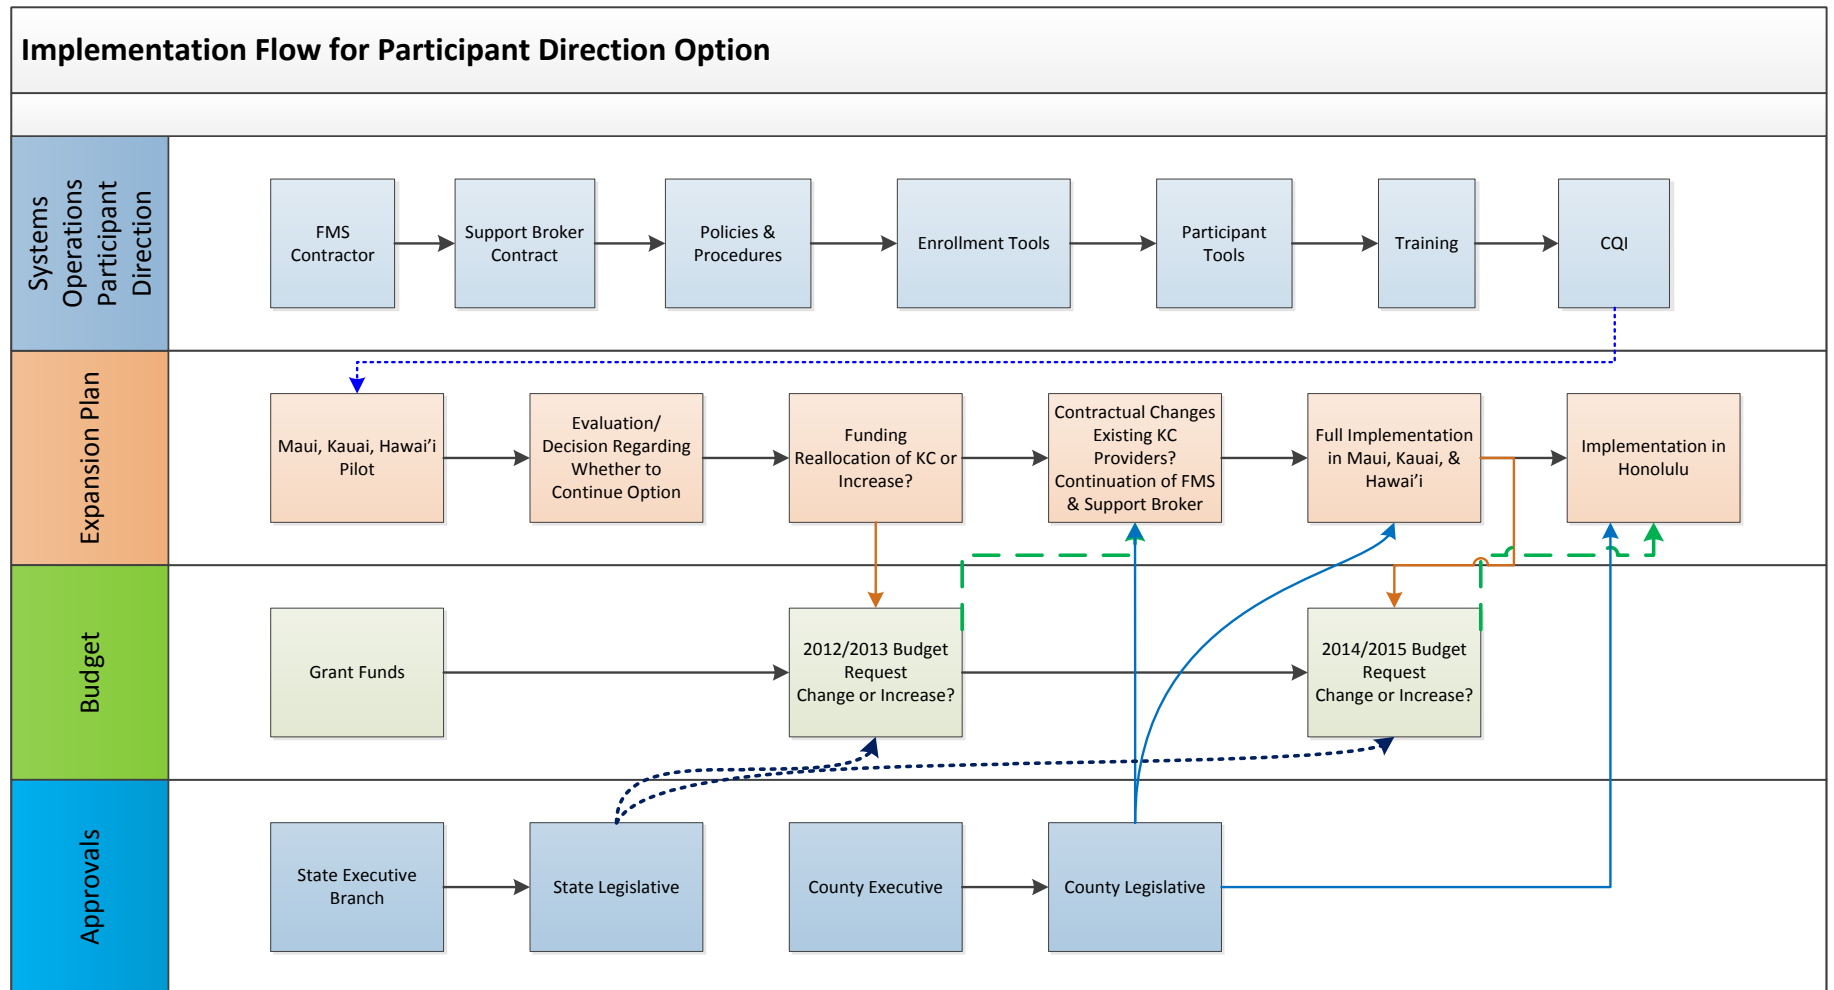 Implementation Flow for Participant Direction Option
Systems
Operations
Participant
Direction
FMS
Contractor
Support Broker
Contract
Policies &
Procedures
Enrollment Tools
Participant
Tools
Training
CQI
Expansion Plan
Maui, Kauai, Hawai’i
Pilot
Evaluation/
Decision Regarding
Whether to
Continue Option
Funding
Reallocation of KC or
Increase?
Contractual Changes
Existing KC
Providers?
Continuation of FMS
& Support Broker
Full Implementation
in Maui, Kauai, &
Hawai’i
Implementation in
Honolulu
Budget
Grant Funds
2012/2013 Budget
Request
Change or Increase?
2014/2015 Budget
Request
Change or Increase?
Approvals
State Executive
Branch
State Legislative
County Executive
County Legislative